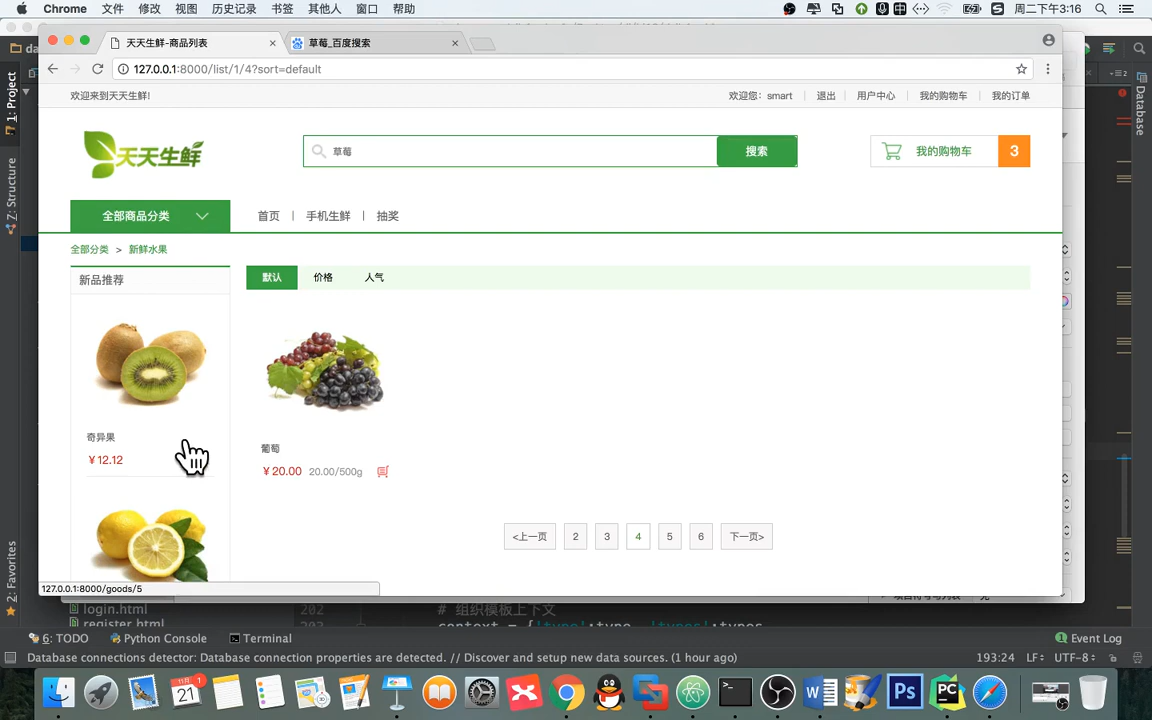 Chrome 文件 修改 视图 历史记录 书签 其他人 窗口 帮助 周二下午3:16
天天生鲜-商品列表 草莓_百度搜索
127.0.0.1:8000/list/1/4?sort=default
欢迎来到天天生鲜! 欢迎您: smart 退出 用户中心 我的购物车 我的订单
天天生鲜 草莓 搜索 我的购物车 3
全部商品分类 首页 手机生鲜 抽奖
全部分类 > 新鲜水果
新品推荐 默认 价格 人气
奇异果
￥12.12
葡萄
￥20.00 20.00/500g
<上一页 2 3 4 5 6 下一页>
127.0.0.1:8000/goods/5
1: Project
Z: Structure
2: Favorites
Database
login.html 202 # 组织模板上下文
register.html
6: TODO Python Console Terminal 1 Event Log
Database connections detector: Database connection properties are detected. // Discover and setup new data sources. (1 hour ago) 193:24 LF UTF-8
11月 21 1
Ps PC